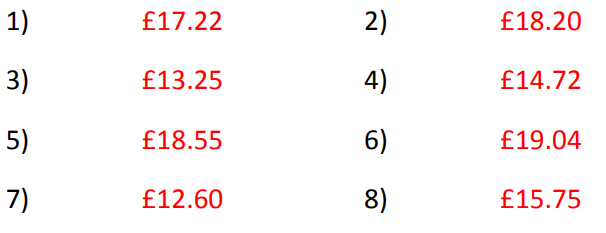 1) £17.22 2) £18.20
3) £13.25 4) £14.72
5) £18.55 6) £19.04
7) £12.60 8) £15.75